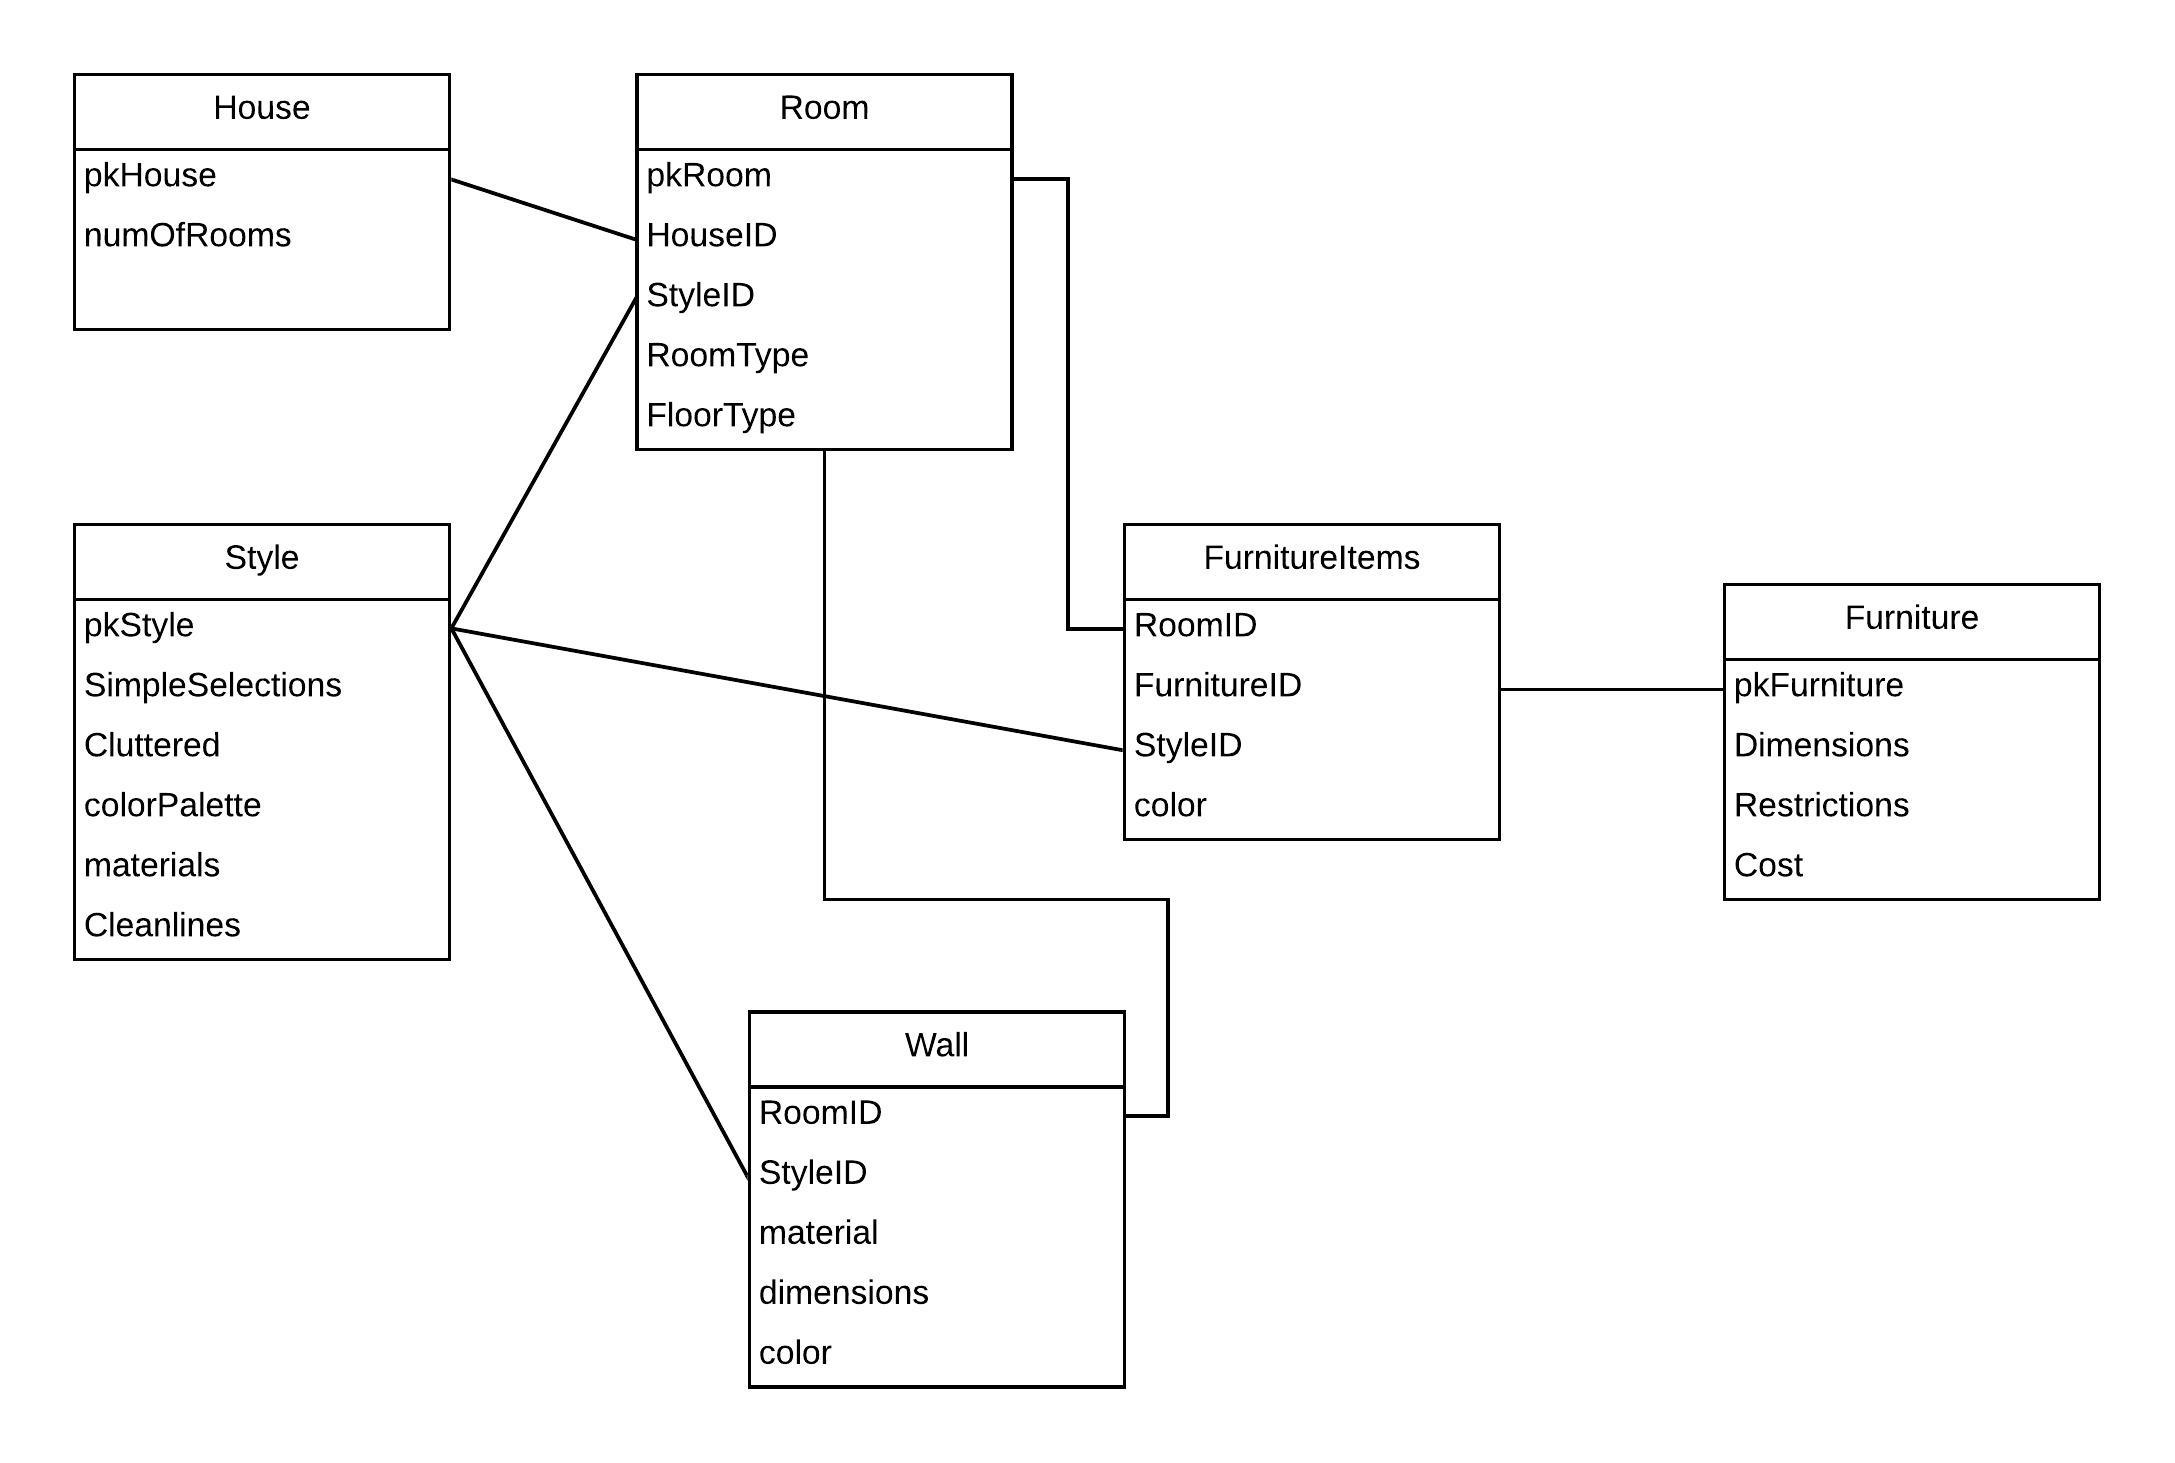 House
pkHouse
numOfRooms
Room
pkRoom
HouseID
StyleID
RoomType
FloorType
Style
pkStyle
SimpleSelections
Cluttered
colorPalette
materials
Cleanlines
FurnitureItems
RoomID
FurnitureID
StyleID
color
Furniture
pkFurniture
Dimensions
Restrictions
Cost
Wall
RoomID
StyleID
material
dimensions
color